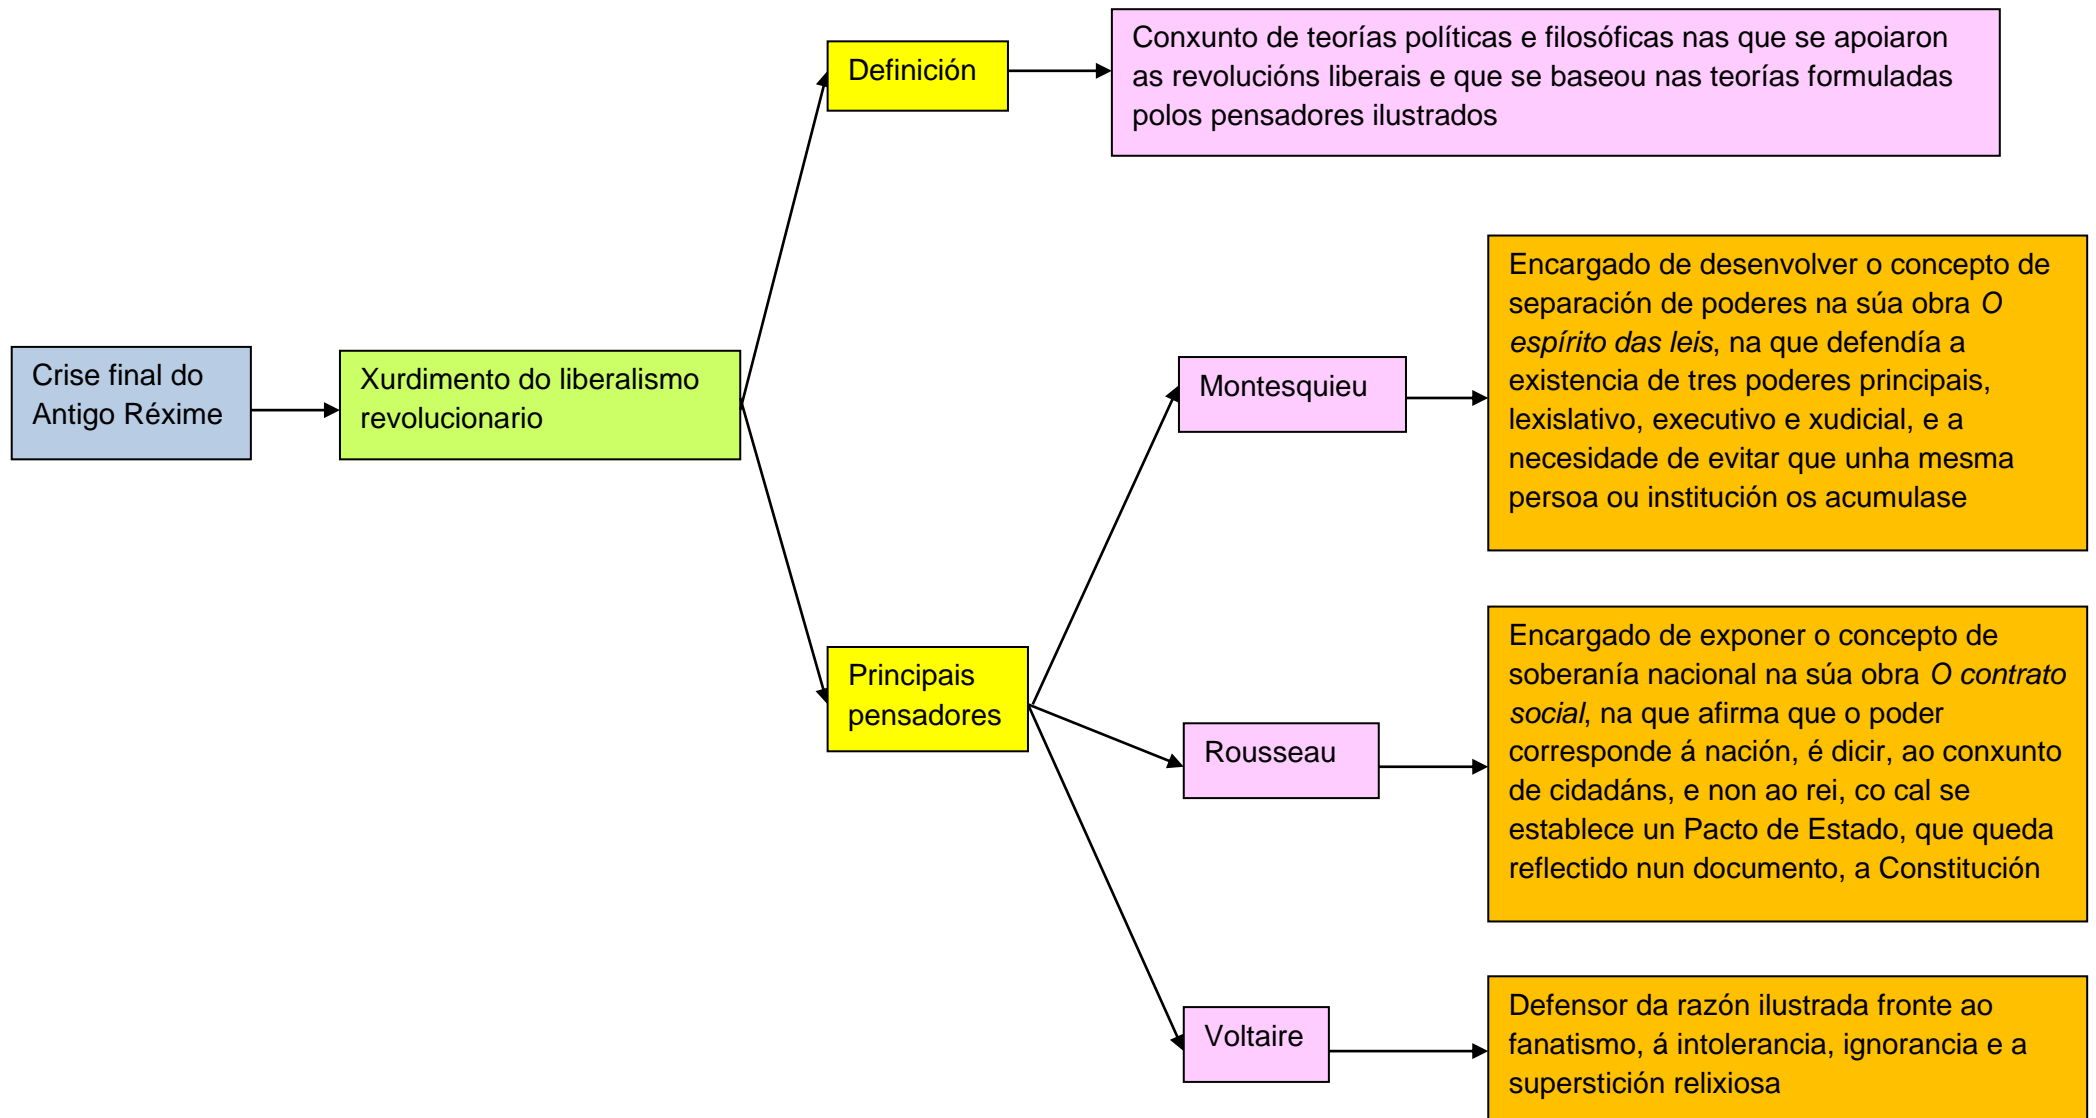 Crise final do
Antigo Réxime
Xurdimento do liberalismo
revolucionario
Definición
Conxunto de teorías políticas e filosóficas nas que se apoiaron
as revolucións liberais e que se baseou nas teorías formuladas
polos pensadores ilustrados
Principais
pensadores
Montesquieu
Encargado de desenvolver o concepto de
separación de poderes na súa obra O
espírito das leis, na que defendía a
existencia de tres poderes principais,
lexislativo, executivo e xudicial, e a
necesidade de evitar que unha mesma
persoa ou institución os acumulase
Rousseau
Encargado de exponer o concepto de
soberanía nacional na súa obra O contrato
social, na que afirma que o poder
corresponde á nación, é dicir, ao conxunto
de cidadáns, e non ao rei, co cal se
establece un Pacto de Estado, que queda
reflectido nun documento, a Constitución
Voltaire
Defensor da razón ilustrada fronte ao
fanatismo, á intolerancia, ignorancia e a
superstición relixiosa